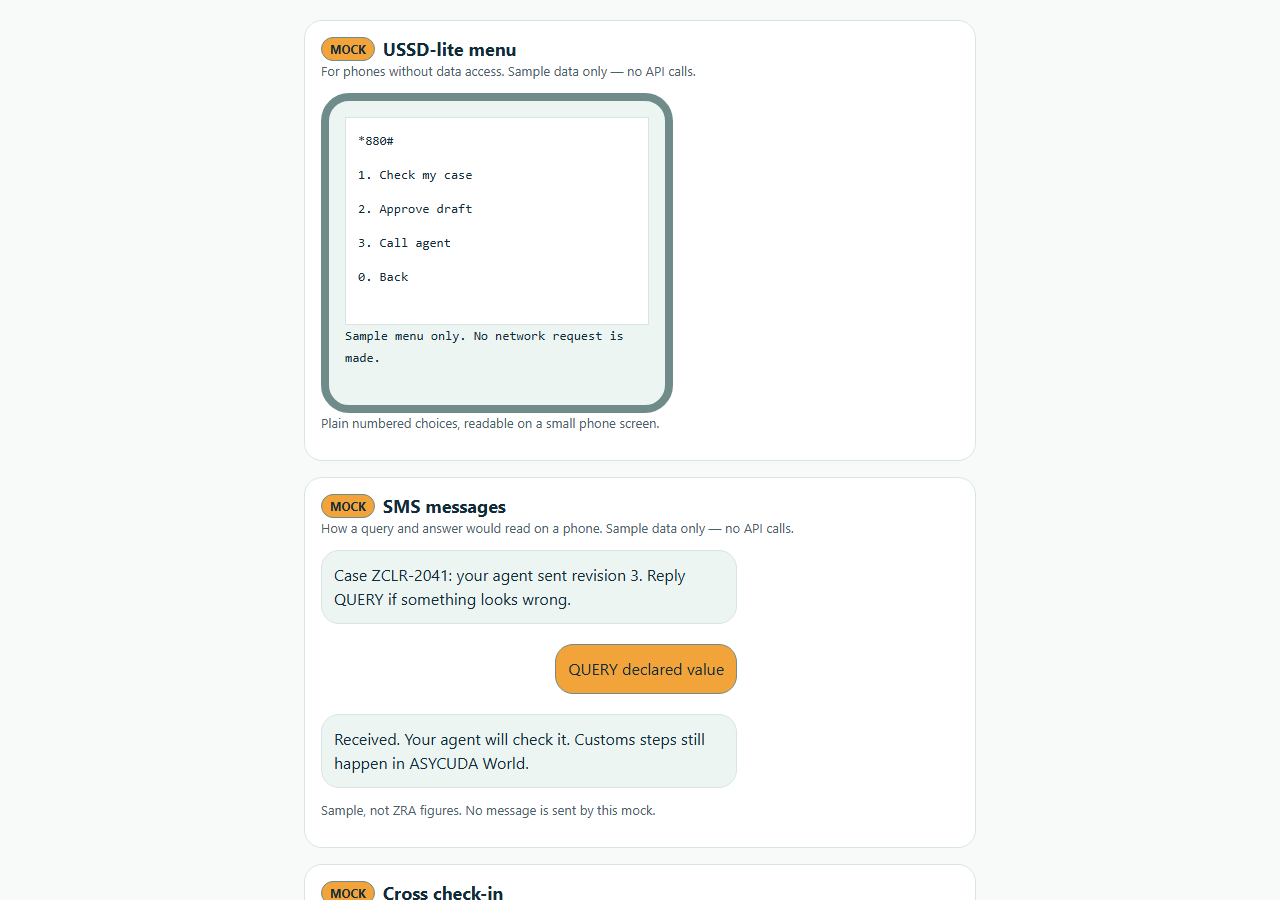 MOCK USSD-lite menu
For phones without data access. Sample data only — no API calls.
*880#
1. Check my case
2. Approve draft
3. Call agent
0. Back
Sample menu only. No network request is
made.
Plain numbered choices, readable on a small phone screen.
MOCK SMS messages
How a query and answer would read on a phone. Sample data only — no API calls.
Case ZCLR-2041: your agent sent revision 3. Reply
QUERY if something looks wrong.
QUERY declared value
Received. Your agent will check it. Customs steps still
happen in ASYCUDA World.
Sample, not ZRA figures. No message is sent by this mock.
MOCK Cross check-in